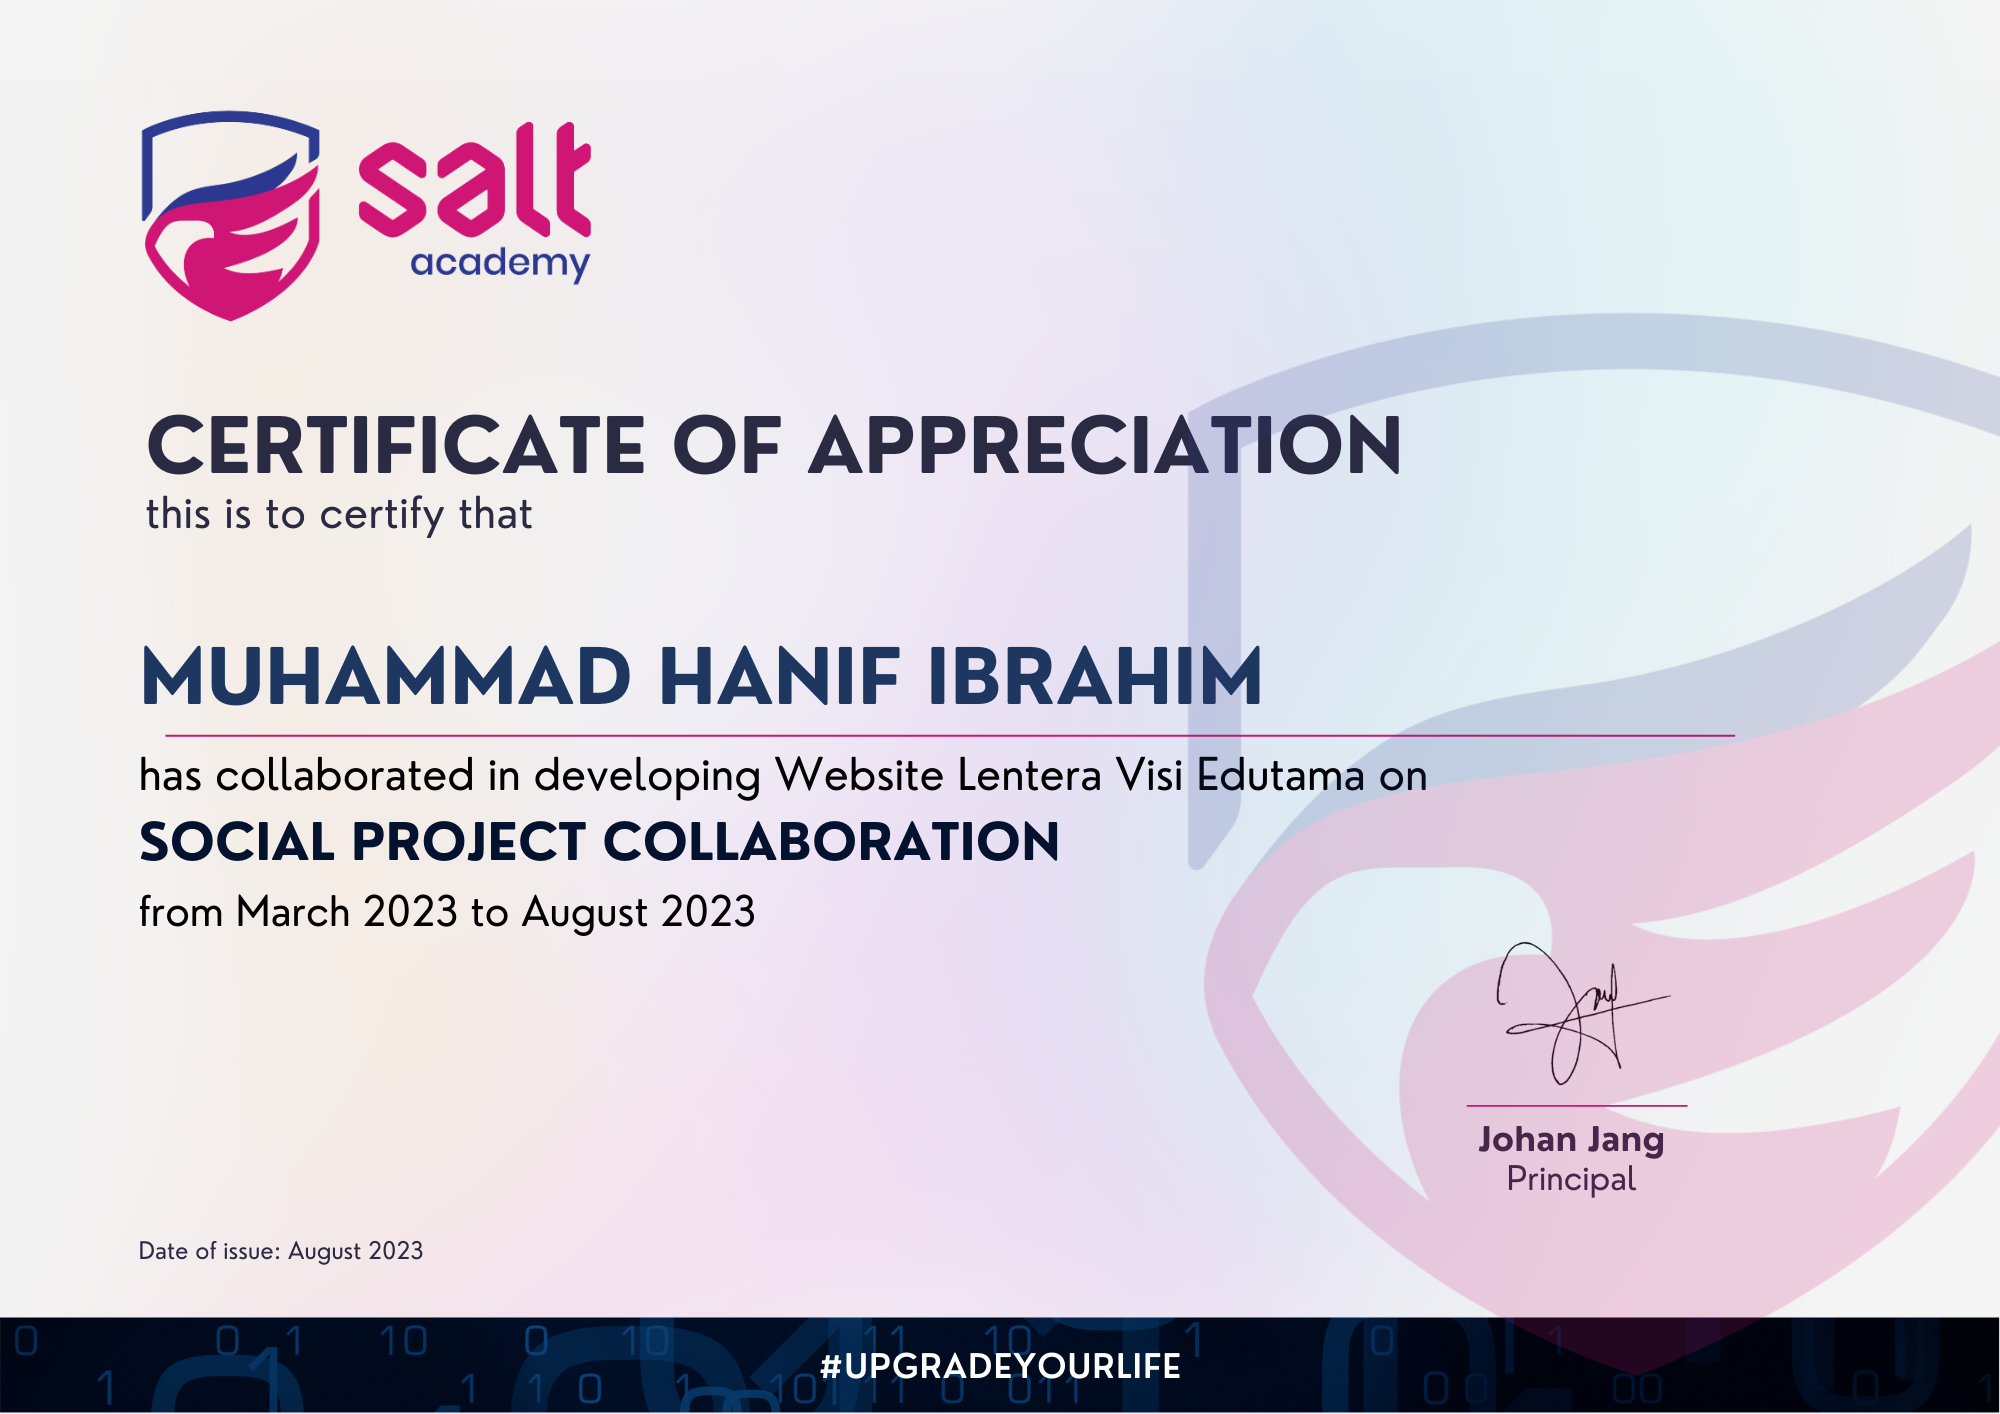 salt
academy
CERTIFICATE OF APPRECIATION
this is to certify that
MUHAMMAD HANIF IBRAHIM
has collaborated in developing Website Lentera Visi Edutama on
SOCIAL PROJECT COLLABORATION
from March 2023 to August 2023
Johan Jang
Principal
Date of issue: August 2023
#UPGRADEYOURLIFE